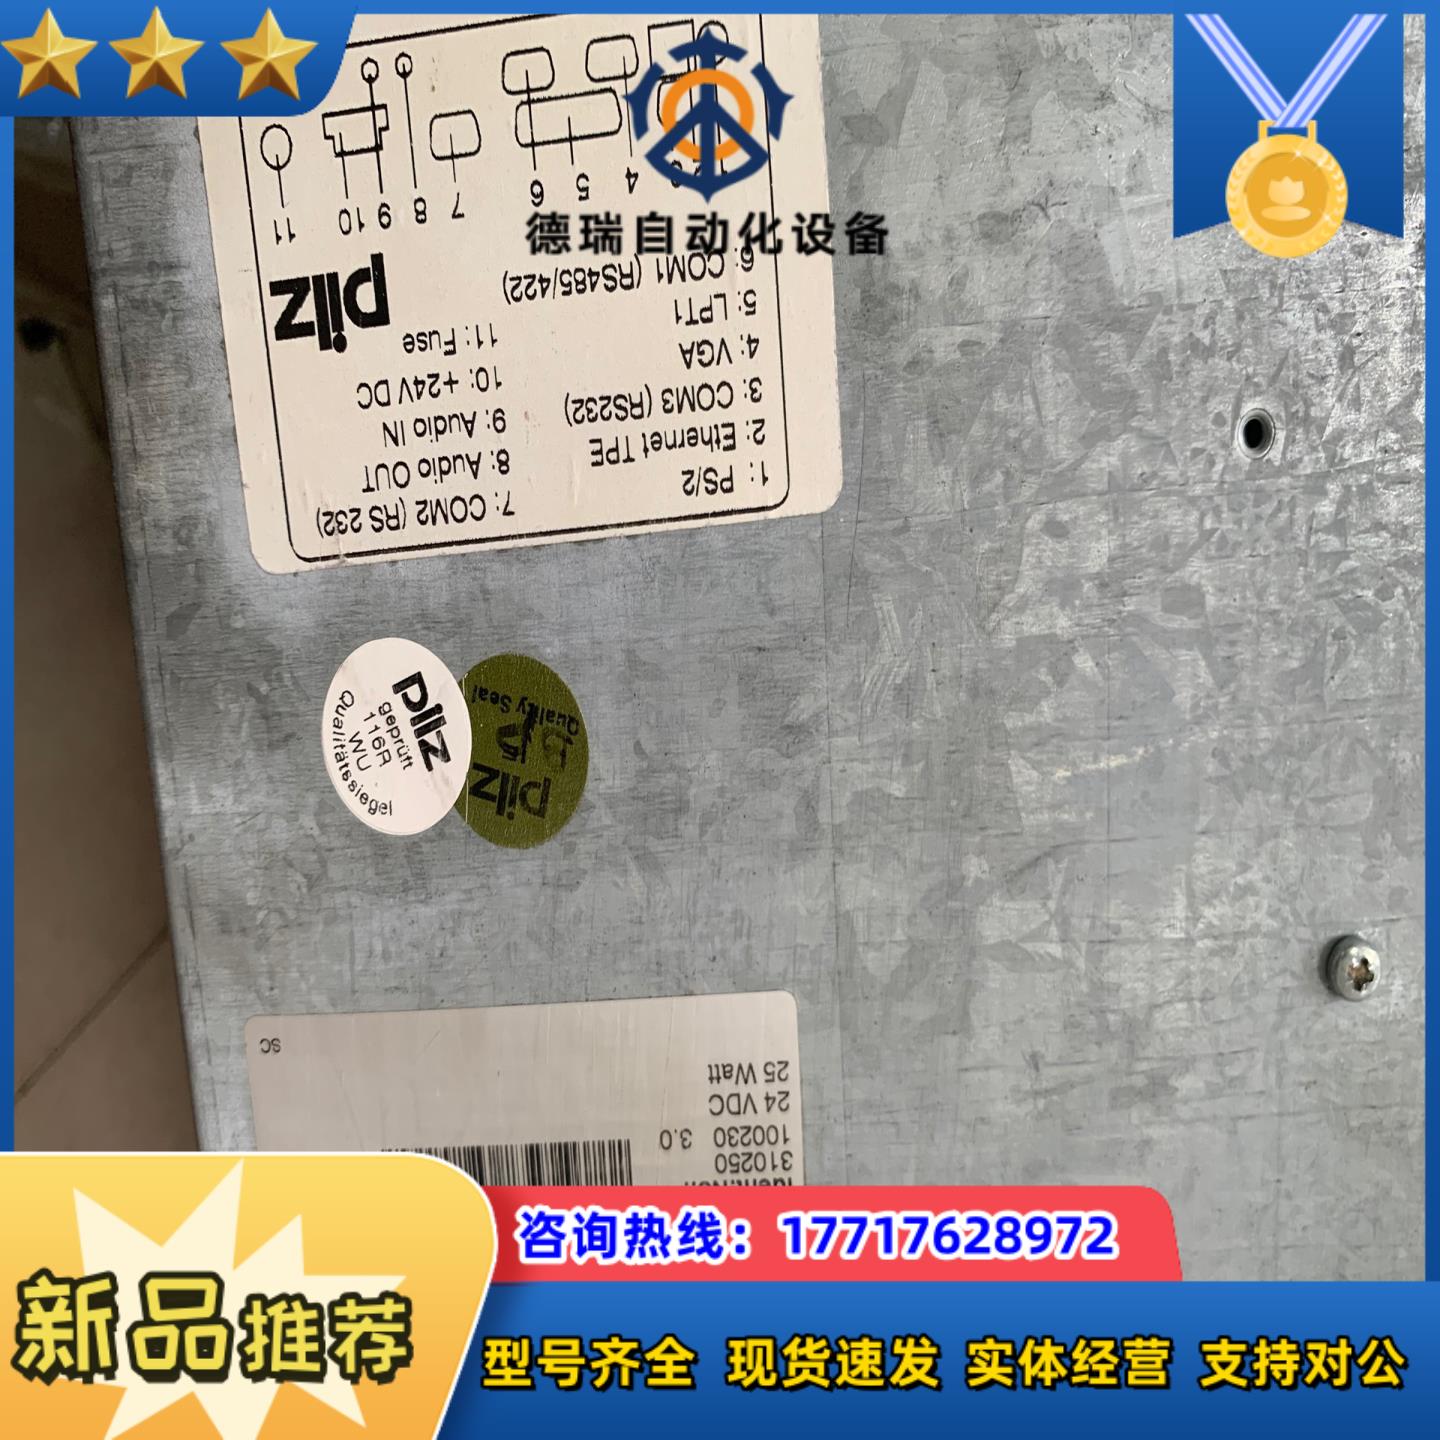 德瑞自动化设备
1: PS/2
2: Ethernet TPE
3: COM3 (RS232)
4: VGA
5: LPT1
6: COM1 (RS485/422)
7: COM2 (RS 232)
8: Audio OUT
9: Audio IN
10: +24V DC
11: Fuse
pilz
4
5
6
7
8
9
10
11
pilz
geprüft
116R
WU
Qualitätssiegel
pilz
Quality Seal
310250
100230 3.0
24 VDC
25 Watt
SC
咨询热线：17717628972
新品推荐
型号齐全 现货速发 实体经营 支持对公